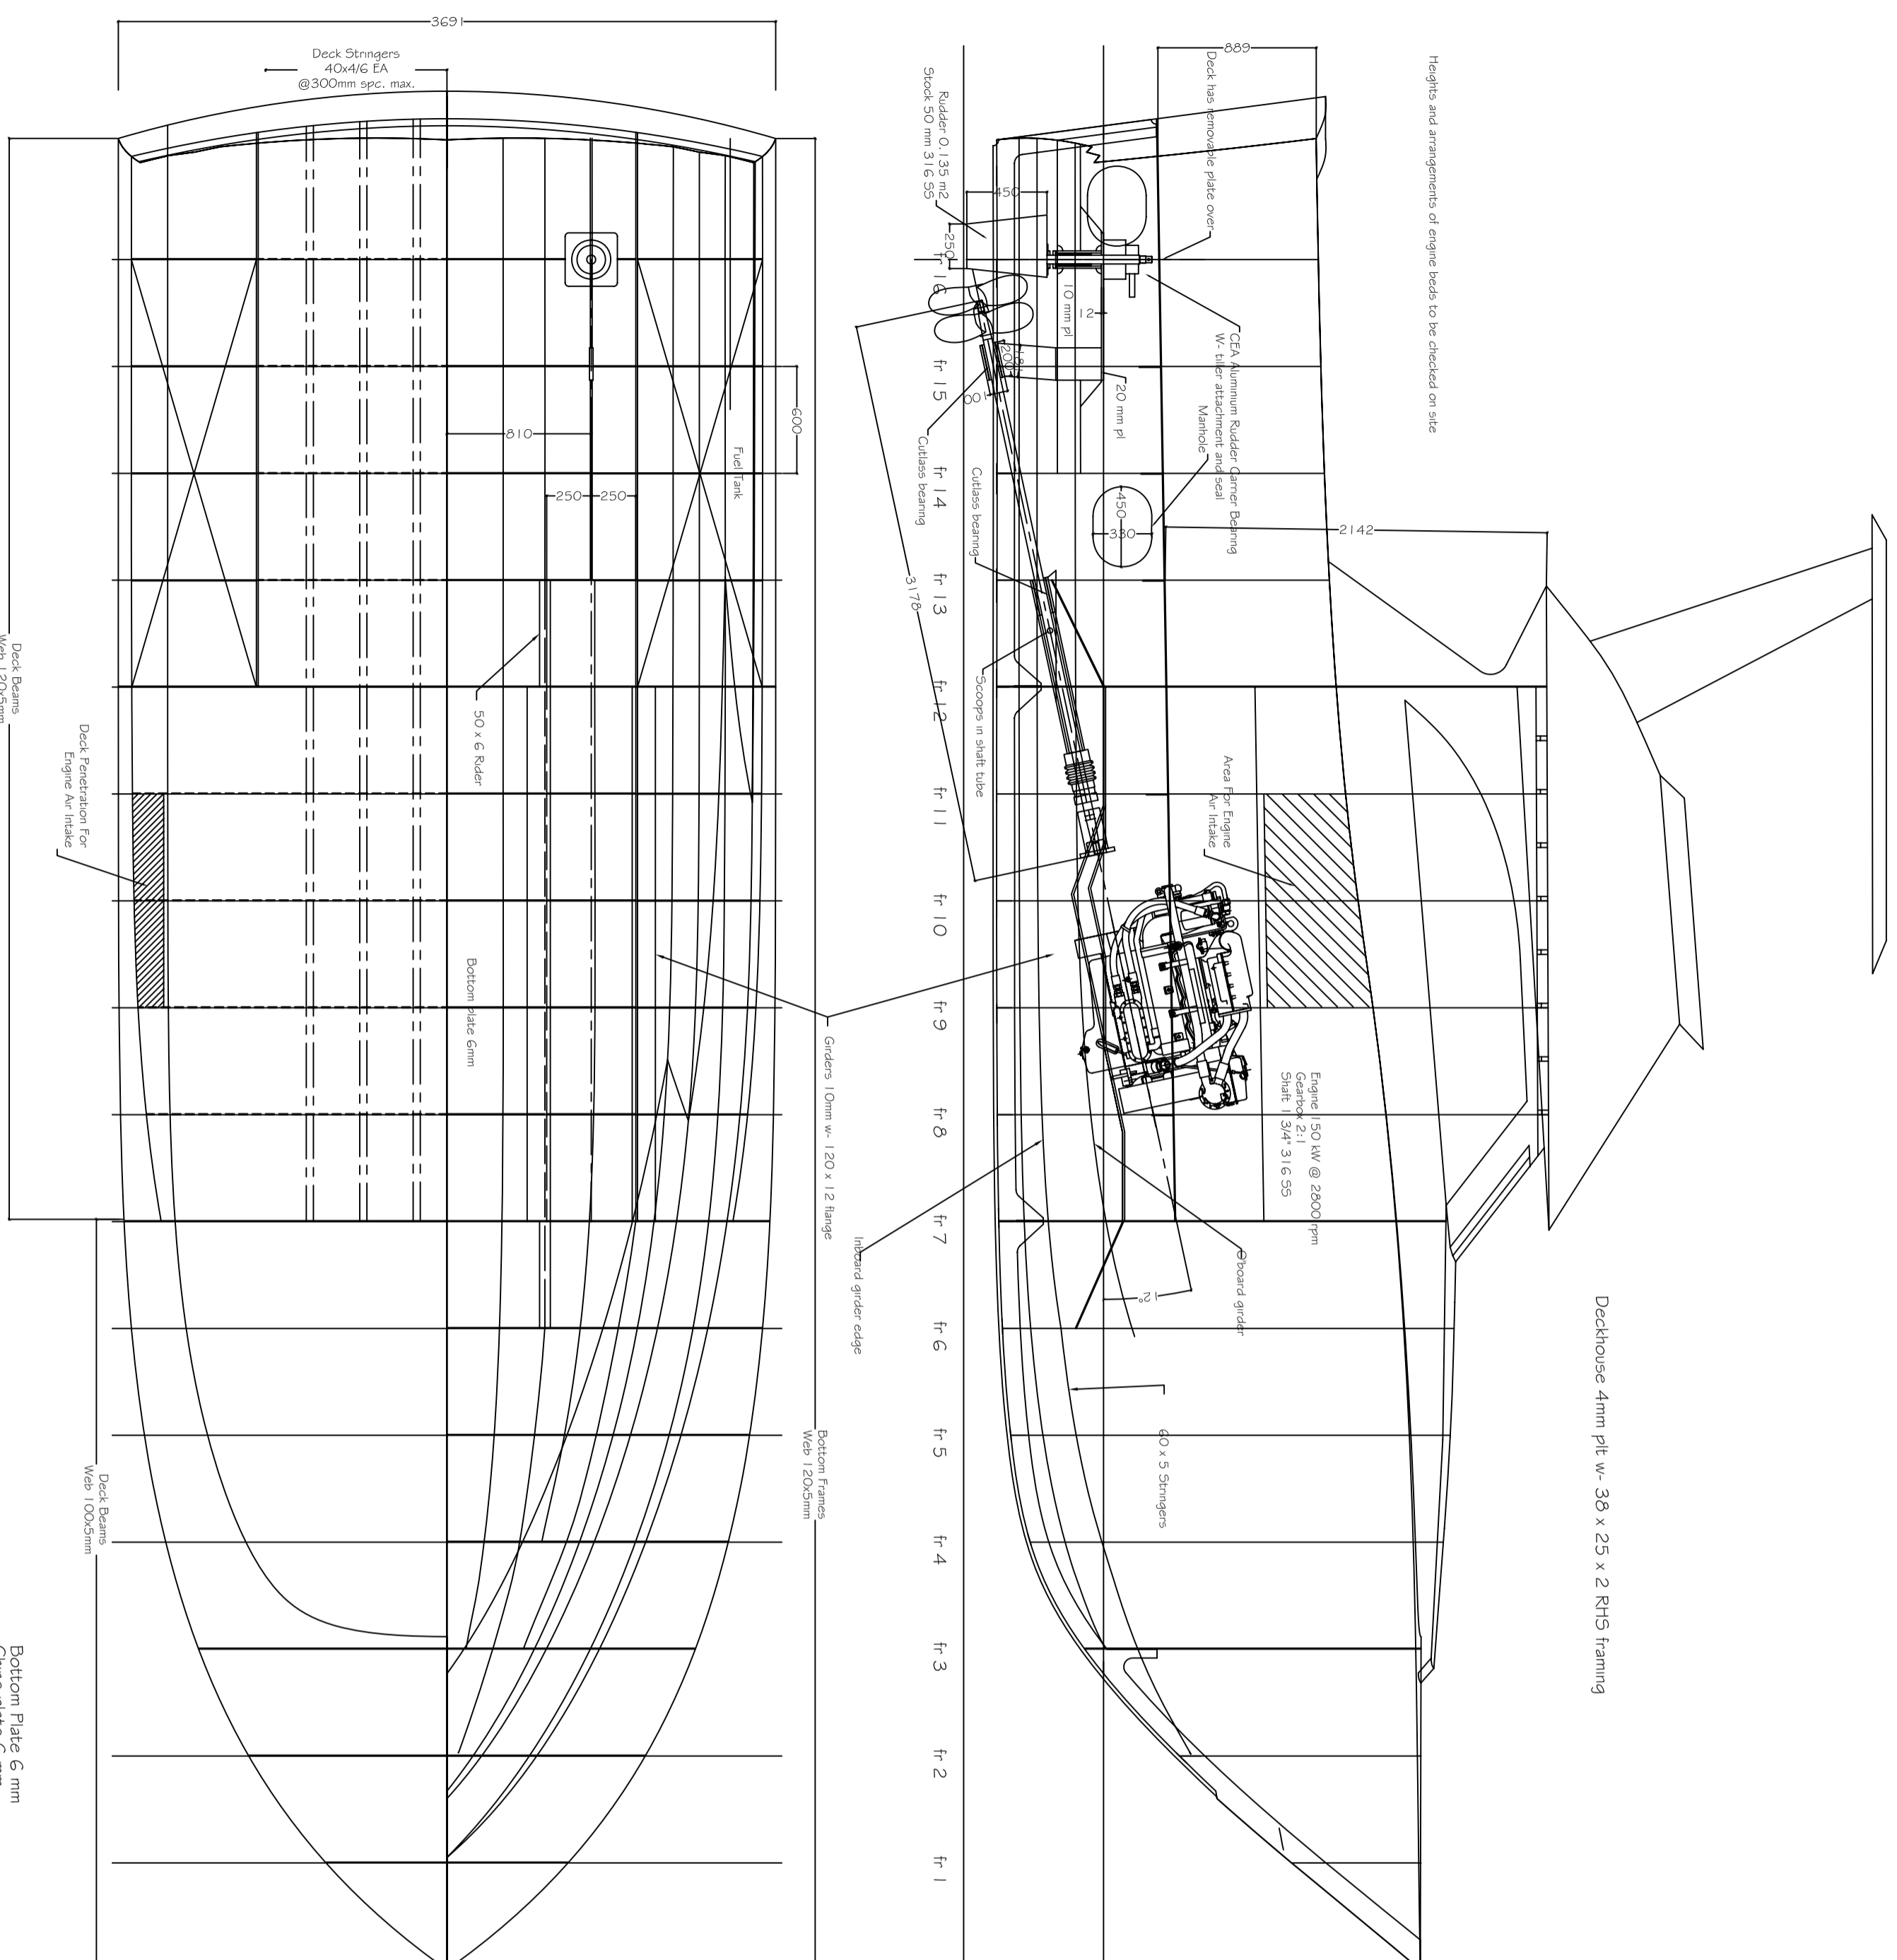 Heights and arrangements of engine beds to be checked on site
Deckhouse 4mm plt w- 38 x 25 x 2 RHS framing
889
Deck has removable plate over
Rudder 0.135 m2
Stock 50 mm 316 SS
450
250
10 mm pl
12
20 mm pl
200
100
CEA Aluminium Rudder Carrier Bearing
W- tiller attachment and seal
Manhole
450
330
2142
Cutlass bearing
Cutlass bearing
3178
Scoops in shaft tube
Area For Engine
Air Intake
Engine 150 kW @ 2800 rpm
Gearbox 2:1
Shaft 1 3/4" 316 SS
O'board girder
Inboard girder edge
12°
60 x 5 Stringers
fr 16
fr 15
fr 14
fr 13
fr 12
fr 11
fr 10
fr 9
fr 8
fr 7
fr 6
fr 5
fr 4
fr 3
fr 2
fr 1
Girders 10mm w- 120 x 12 flange
Bottom Frames
Web 120x5mm
3691
Deck Stringers
40x4/6 EA
@300mm spc. max.
600
810
Fuel Tank
250
250
50 x 6 Rider
Bottom plate 6mm
Deck Penetration For
Engine Air Intake
Deck Beams
Web 120x5mm
Deck Beams
Web 100x5mm
Bottom Plate 6 mm